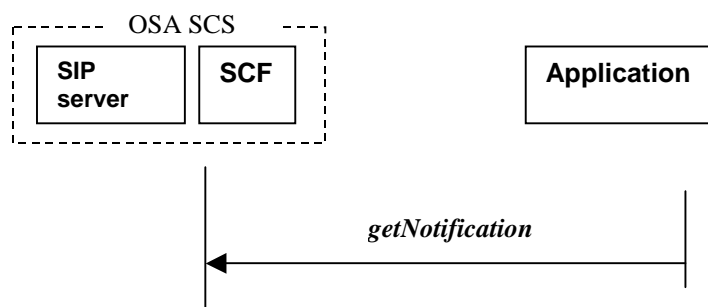 OSA SCS
SIP
server
SCF
Application
getNotification